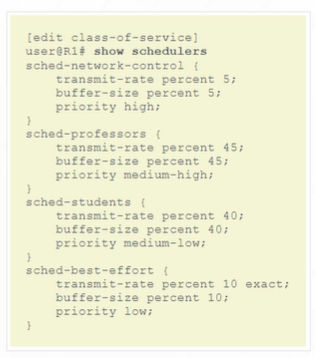 [edit class-of-service]
user@R1# show schedulers
sched-network-control {
    transmit-rate percent 5;
    buffer-size percent 5;
    priority high;
}
sched-professors {
    transmit-rate percent 45;
    buffer-size percent 45;
    priority medium-high;
}
sched-students {
    transmit-rate percent 40;
    buffer-size percent 40;
    priority medium-low;
}
sched-best-effort {
    transmit-rate percent 10 exact;
    buffer-size percent 10;
    priority low;
}